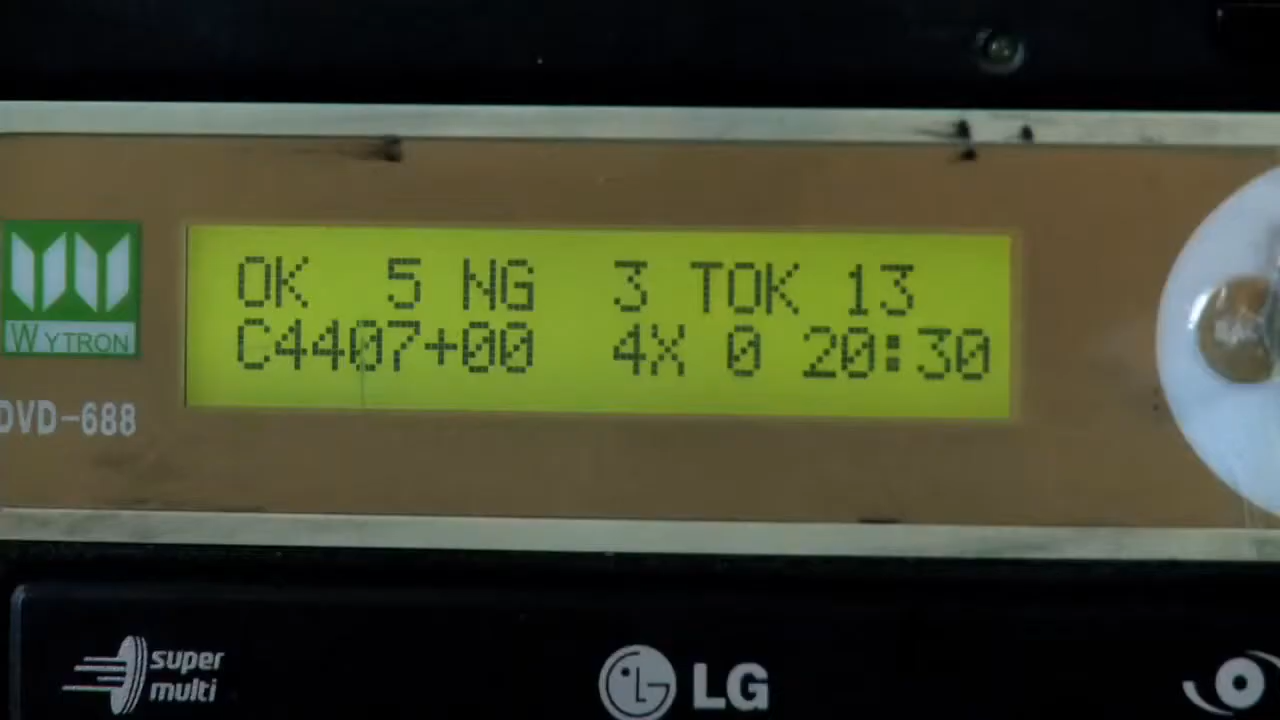 OK 5 NG 3 TOK 13
C4407+00 4X 0 20:30
WYTRON
DVD-688
super
multi
LG